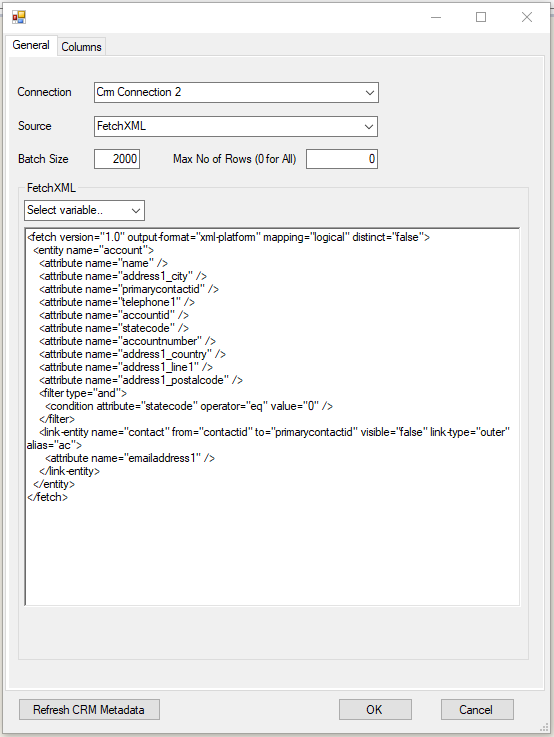 General
Columns
Connection
Crm Connection 2
Source
FetchXML
Batch Size
2000
Max No of Rows (0 for All)
0
FetchXML
Select variable..
<fetch version="1.0" output-format="xml-platform" mapping="logical" distinct="false">
<entity name="account">
<attribute name="name" />
<attribute name="address1_city" />
<attribute name="primarycontactid" />
<attribute name="telephone1" />
<attribute name="accountid" />
<attribute name="statecode" />
<attribute name="accountnumber" />
<attribute name="address1_country" />
<attribute name="address1_line1" />
<attribute name="address1_postalcode" />
<filter type="and">
<condition attribute="statecode" operator="eq" value="0" />
</filter>
<link-entity name="contact" from="contactid" to="primarycontactid" visible="false" link-type="outer"
alias="ac">
<attribute name="emailaddress1" />
</link-entity>
</entity>
</fetch>
Refresh CRM Metadata
OK
Cancel